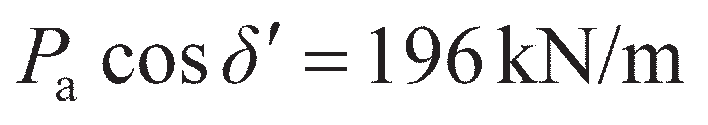 Pₐ cos δ′ = 196 kN/m